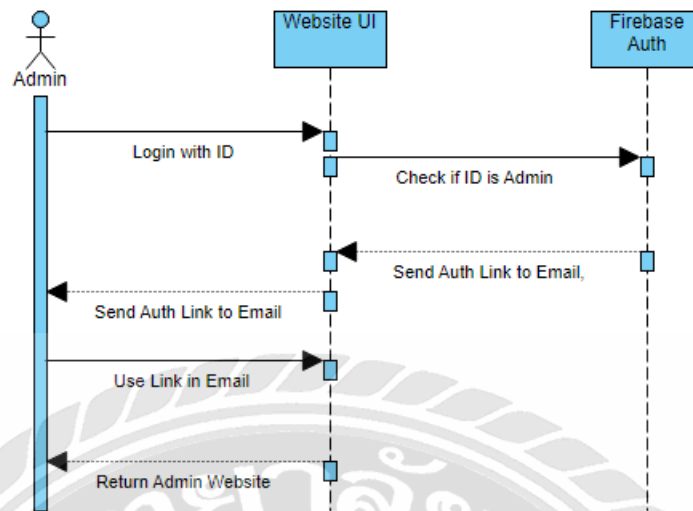 Website UI
Firebase
Auth
Admin
Login with ID
Check if ID is Admin
Send Auth Link to Email,
Send Auth Link to Email
Use Link in Email
Return Admin Website